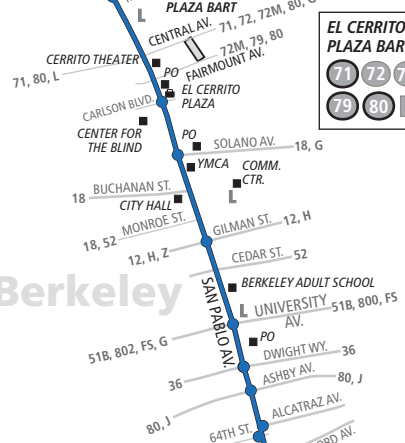 PLAZA BART
L
CENTRAL AV.
71, 72, 72M, 80, G
EL CERRITO
PLAZA BAR
71 72 7
79 80
72M, 79, 80
FAIRMOUNT AV.
CERRITO THEATER
71, 80, L
PO
EL CERRITO
PLAZA
CARLSON BLVD.
CENTER FOR
THE BLIND
PO
SOLANO AV.
18, G
YMCA
COMM.
CTR.
L
18
BUCHANAN ST.
CITY HALL
18, 52
MONROE ST.
GILMAN ST.
12, H
12, H, Z
CEDAR ST.
52
Berkeley
SAN PABLO AV.
BERKELEY ADULT SCHOOL
L
UNIVERSITY
AV.
51B, 800, FS
51B, 802, FS, G
PO
DWIGHT WY.
36
36
ASHBY AV.
80, J
80, J
ALCATRAZ AV.
64TH ST.
ORD AV.